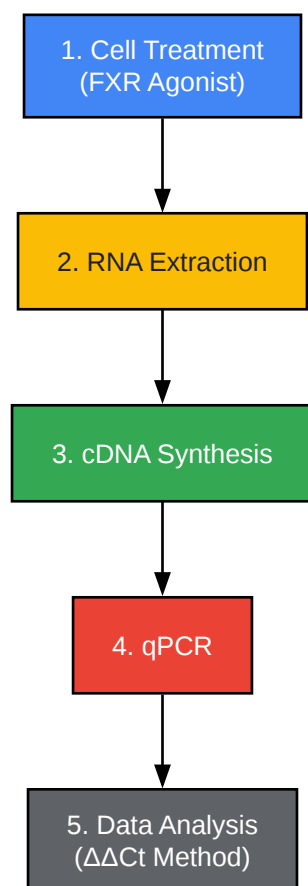 1. Cell Treatment
(FXR Agonist)
2. RNA Extraction
3. cDNA Synthesis
4. qPCR
5. Data Analysis
(ΔΔCt Method)